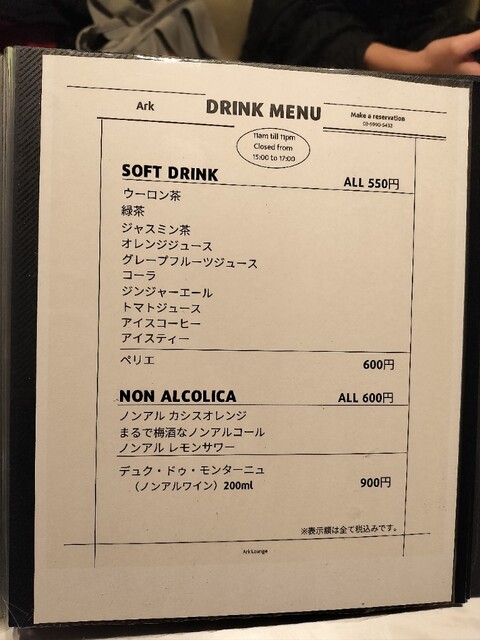 Ark
DRINK MENU
Make a reservation
03-5990-5432
11am till 11pm
Closed from
15:00 to 17:00
SOFT DRINK
ALL 550円
ウーロン茶
緑茶
ジャスミン茶
オレンジジュース
グレープフルーツジュース
コーラ
ジンジャーエール
トマトジュース
アイスコーヒー
アイスティー
ペリエ 600円
NON ALCOLICA
ALL 600円
ノンアル カシスオレンジ
まるで梅酒なノンアルコール
ノンアル レモンサワー
デュク・ドゥ・モンターニュ
（ノンアルワイン）200ml 900円
※表示額は全て税込みです。
Ark Lounge